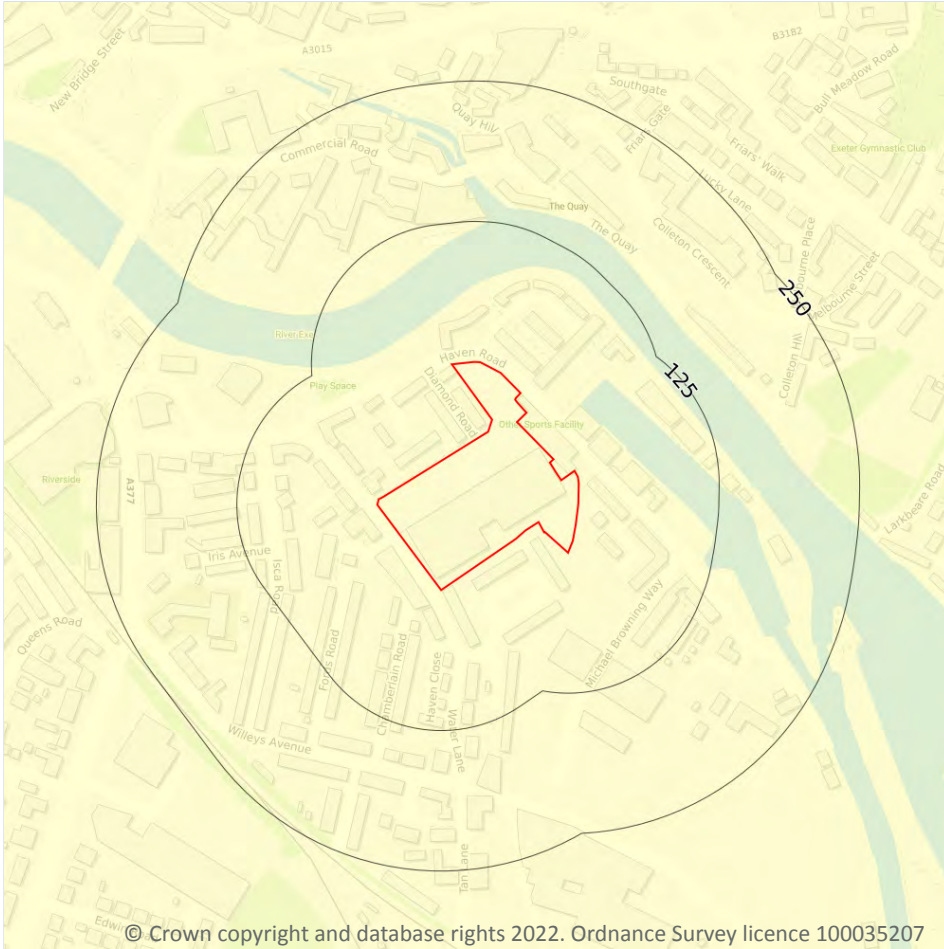 New Bridge Street
A3015
B3182
Southgate
Bull Meadow Road
Quay Hill
Friars Gate
Commercial Road
Friars' Walk
Exeter Gymnastic Club
Lucky Lane
The Quay
The Quay
Colleton Crescent
Melbourne Street
250
River Exe
Haven Road
Colleton Hill
125
Play Space
Diamond Road
Other Sports Facility
Riverside
A377
Larkbeare Road
Iris Avenue
Isca Road
Queens Road
Fords Road
Chamberlain Road
Haven Close
Michael Browning Way
Water Lane
Willeys Avenue
Tan Lane
© Crown copyright and database rights 2022. Ordnance Survey licence 100035207